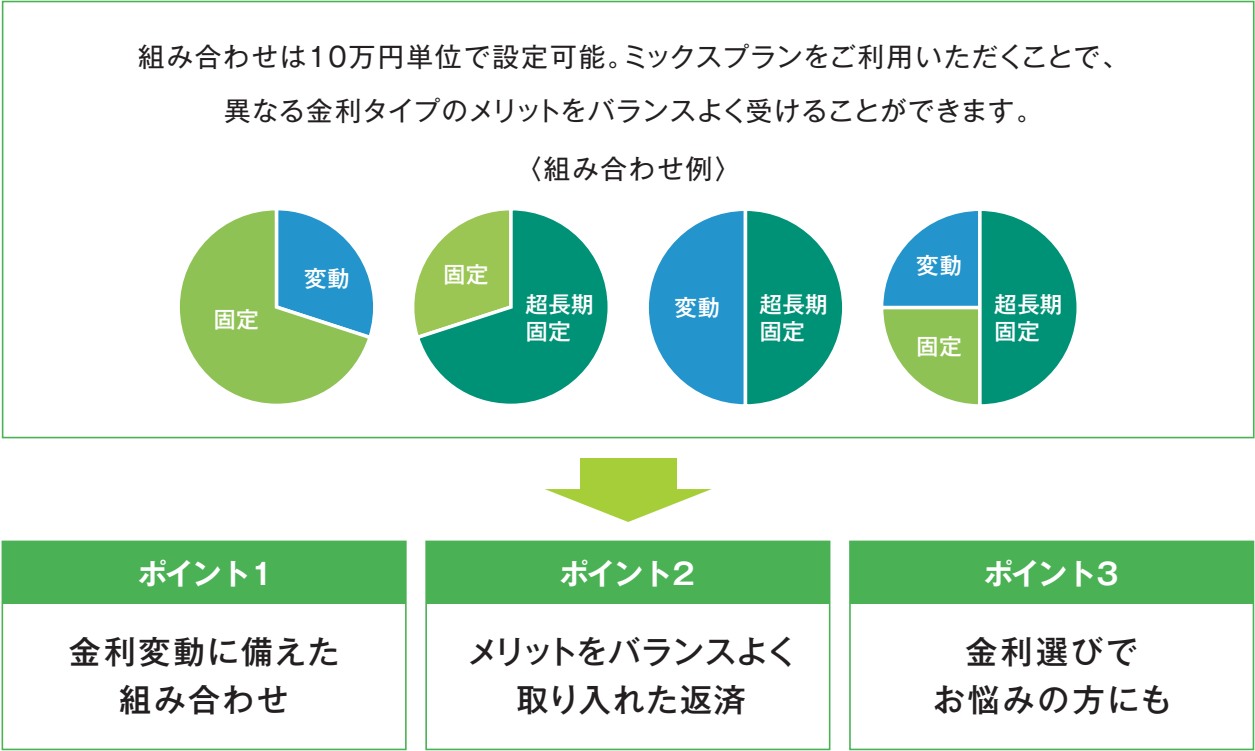 組み合わせは10万円単位で設定可能。ミックスプランをご利用いただくことで、
異なる金利タイプのメリットをバランスよく受けることができます。
〈組み合わせ例〉
変動
固定
固定
超長期
固定
変動
超長期
固定
変動
固定
超長期
固定
ポイント1
金利変動に備えた
組み合わせ
ポイント2
メリットをバランスよく
取り入れた返済
ポイント3
金利選びで
お悩みの方にも